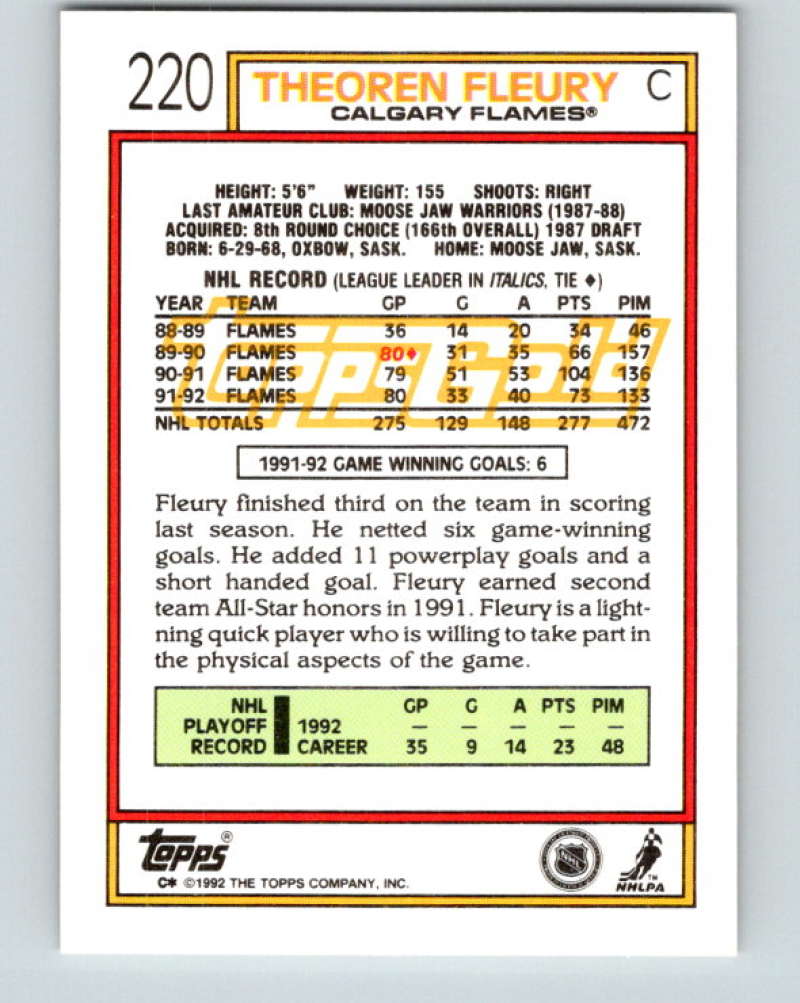 220 THEOREN FLEURY C
CALGARY FLAMES®
HEIGHT: 5'6" WEIGHT: 155 SHOOTS: RIGHT
LAST AMATEUR CLUB: MOOSE JAW WARRIORS (1987-88)
ACQUIRED: 8th ROUND CHOICE (166th OVERALL) 1987 DRAFT
BORN: 6-29-68, OXBOW, SASK. HOME: MOOSE JAW, SASK.
NHL RECORD (LEAGUE LEADER IN ITALICS, TIE ♦)
YEAR TEAM GP G A PTS PIM
88-89 FLAMES 36 14 20 34 46
89-90 FLAMES 80♦ 31 35 66 157
90-91 FLAMES 79 51 53 104 136
91-92 FLAMES 80 33 40 73 133
NHL TOTALS 275 129 148 277 472
Topps Gold
1991-92 GAME WINNING GOALS: 6
Fleury finished third on the team in scoring
last season. He netted six game-winning
goals. He added 11 powerplay goals and a
short handed goal. Fleury earned second
team All-Star honors in 1991. Fleury is a light-
ning quick player who is willing to take part in
the physical aspects of the game.
NHL GP G A PTS PIM
PLAYOFF 1992 — — — — —
RECORD CAREER 35 9 14 23 48
Topps®
C* ©1992 THE TOPPS COMPANY, INC.
NHL
NHLPA™